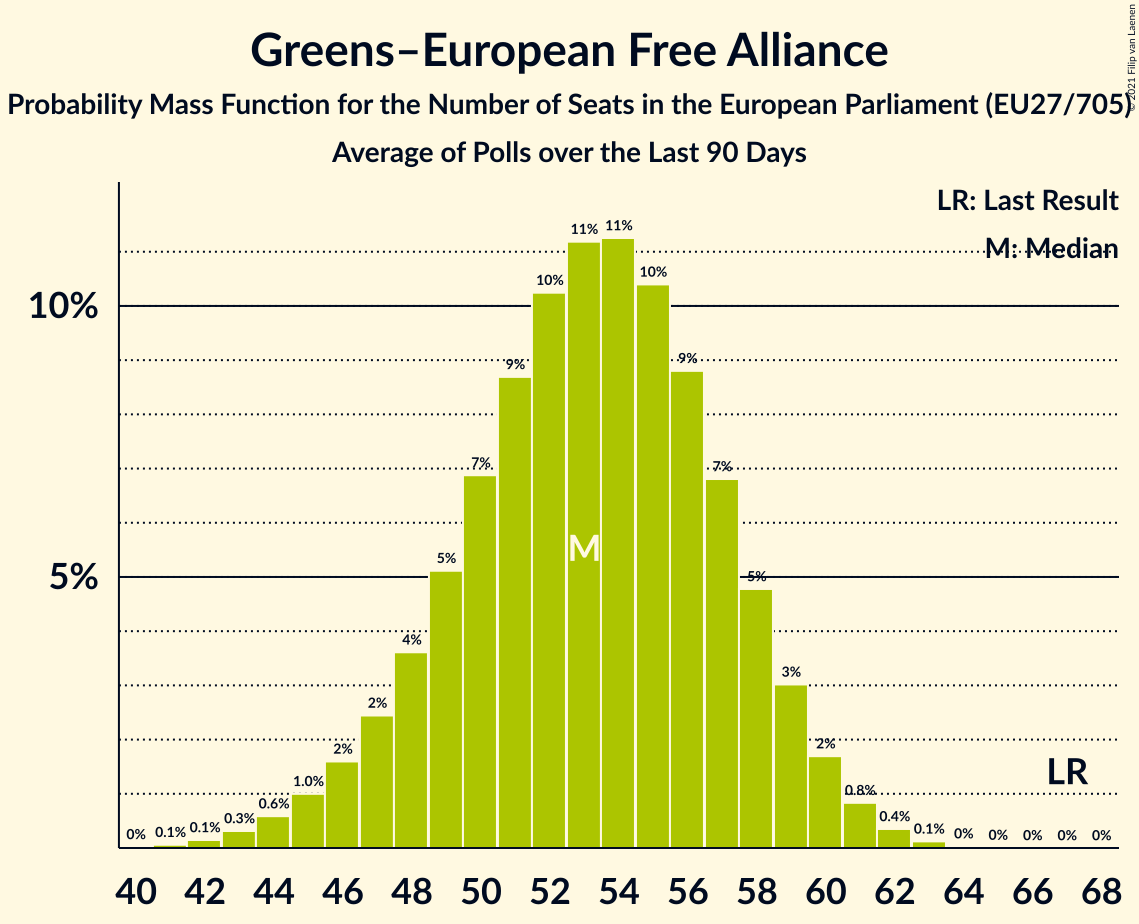 Greens–European Free Alliance
Probability Mass Function for the Number of Seats in the European Parliament (EU27/705)
Average of Polls over the Last 90 Days
© 2021 Filip van Laenen
LR: Last Result
M: Median
10%
5%
0% 0.1% 0.1% 0.3% 0.6% 1.0% 2% 2% 4% 5% 7% 9% 10% 11% 11% 10% 9% 7% 5% 3% 2% 0.8% 0.4% 0.1% 0% 0% 0% 0% 0%
M
LR
40 42 44 46 48 50 52 54 56 58 60 62 64 66 68